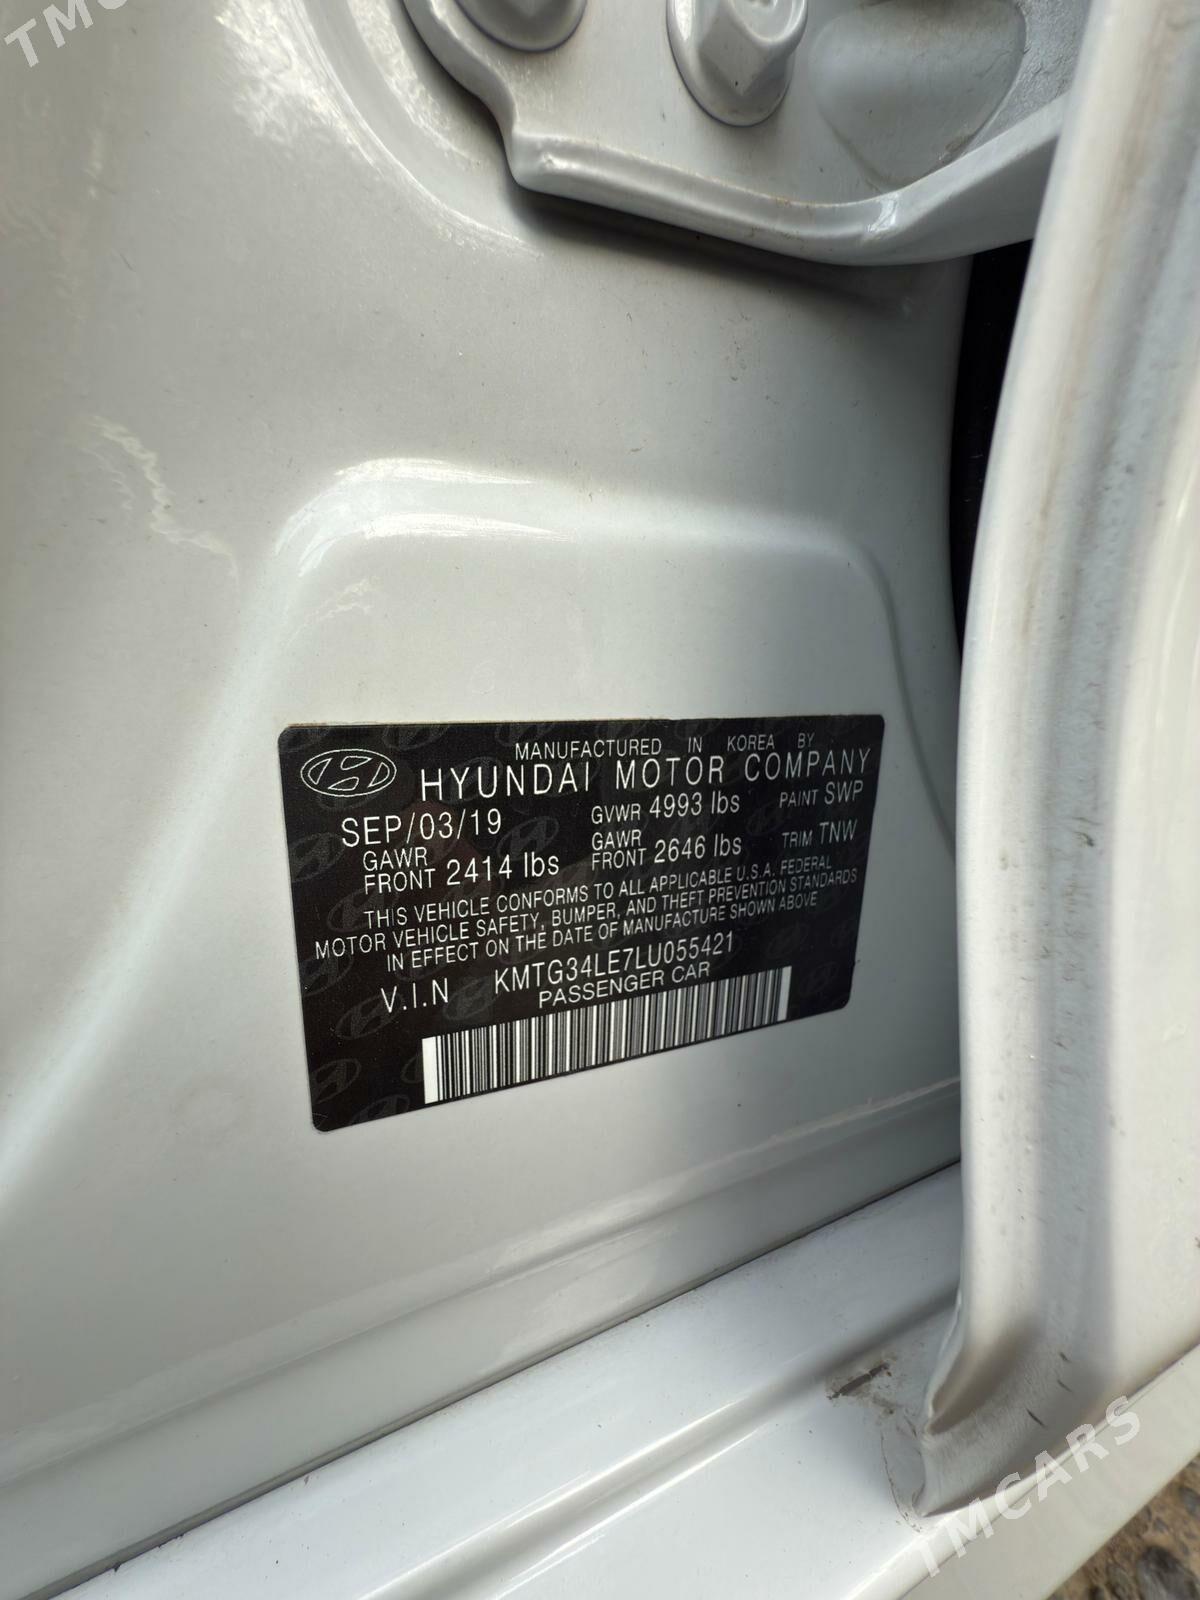 TMC
MANUFACTURED IN KOREA BY
HYUNDAI MOTOR COMPANY
SEP/03/19 GVWR 4993 lbs PAINT SWP
GAWR FRONT 2414 lbs GAWR FRONT 2646 lbs TRIM TNW
THIS VEHICLE CONFORMS TO ALL APPLICABLE U.S.A. FEDERAL
MOTOR VEHICLE SAFETY, BUMPER, AND THEFT PREVENTION STANDARDS
IN EFFECT ON THE DATE OF MANUFACTURE SHOWN ABOVE
V.I.N KMTG34LE7LU055421
PASSENGER CAR
TMCARS